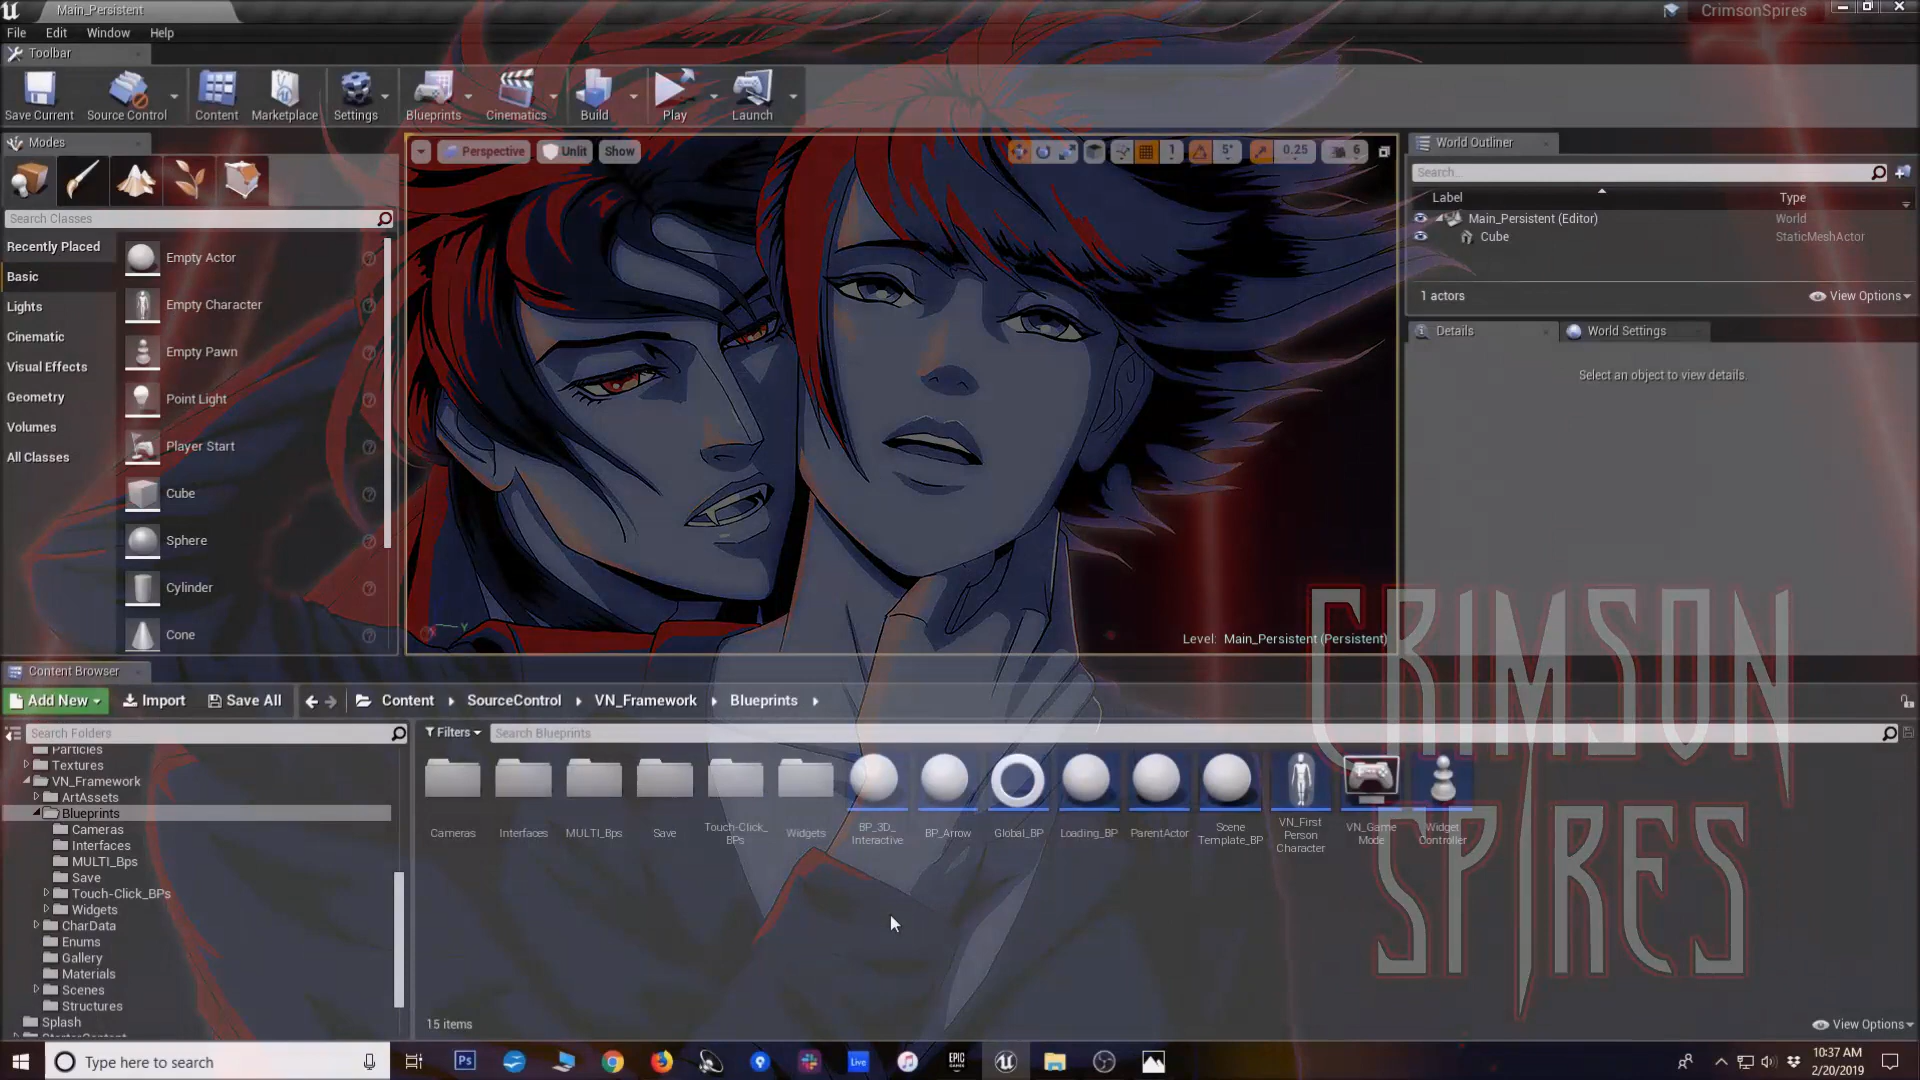 Main_Persistent
CrimsonSpires
File Edit Window Help
Toolbar
Save Current Source Control Content Marketplace Settings Blueprints Cinematics Build Play Launch
Modes
Perspective Unlit Show 1 5° 0.25 6
World Outliner
Search...
Label Type
Main_Persistent (Editor) World
Cube StaticMeshActor
1 actors View Options
Details World Settings
Select an object to view details.
Search Classes
Recently Placed
Basic
Lights
Cinematic
Visual Effects
Geometry
Volumes
All Classes
Empty Actor
Empty Character
Empty Pawn
Point Light
Player Start
Cube
Sphere
Cylinder
Cone
Y
Level: Main_Persistent (Persistent)
CRIMSON
SPIRES
Content Browser
Add New Import Save All Content SourceControl VN_Framework Blueprints
Search Folders
Filters Search Blueprints
Particles
Textures
VN_Framework
ArtAssets
Blueprints
Cameras
Interfaces
MULTI_Bps
Save
Touch-Click_BPs
Widgets
CharData
Enums
Gallery
Materials
Scenes
Structures
Splash
StarterContent
Cameras
Interfaces
MULTI_Bps
Save
Touch-Click_
BPs
Widgets
BP_3D_
Interactive
BP_Arrow
Global_BP
Loading_BP
ParentActor
Scene
Template_BP
VN_First
Person
Character
VN_Game
Mode
Widget
Controller
15 items View Options
Type here to search
Ps
Live
EPIC
GAMES
10:37 AM
2/20/2019